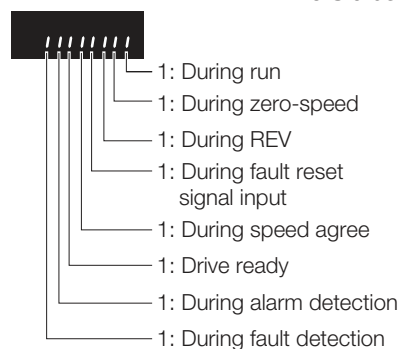 1: During run
1: During zero-speed
1: During REV
1: During fault reset
signal input
1: During speed agree
1: Drive ready
1: During alarm detection
1: During fault detection